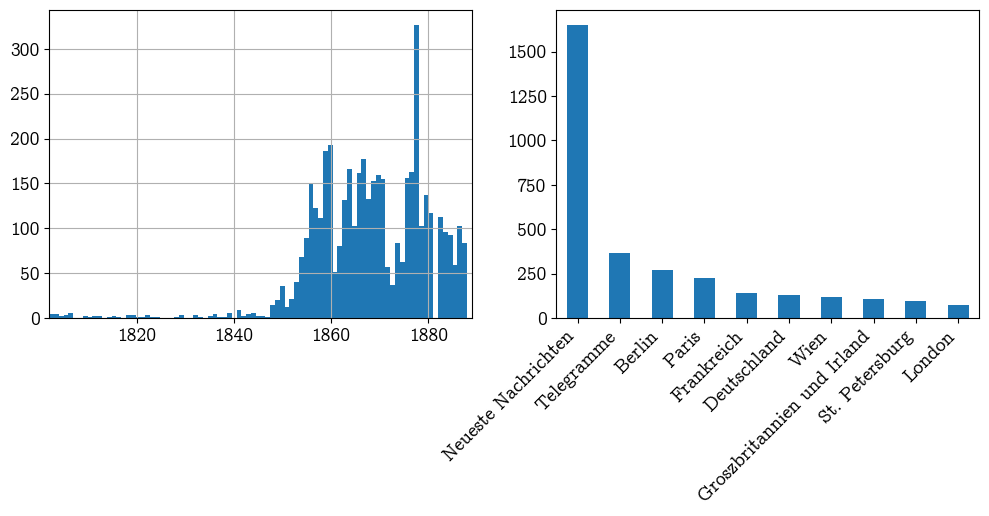 300
250
200
150
100
50
0
1820
1840
1860
1880
1500
1250
1000
750
500
250
0
Neueste Nachrichten
Telegramme
Berlin
Paris
Frankreich
Deutschland
Wien
Groszbritannien und Irland
St. Petersburg
London